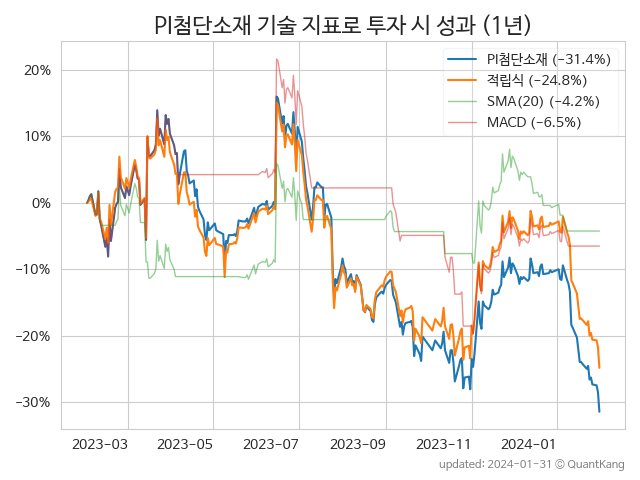 PI첨단소재 기술 지표로 투자 시 성과 (1년)
PI첨단소재 (−31.4%)
적립식 (−24.8%)
SMA(20) (−4.2%)
MACD (−6.5%)
20%
10%
0%
−10%
−20%
−30%
2023-03 2023-05 2023-07 2023-09 2023-11 2024-01
updated: 2024-01-31 © QuantKang